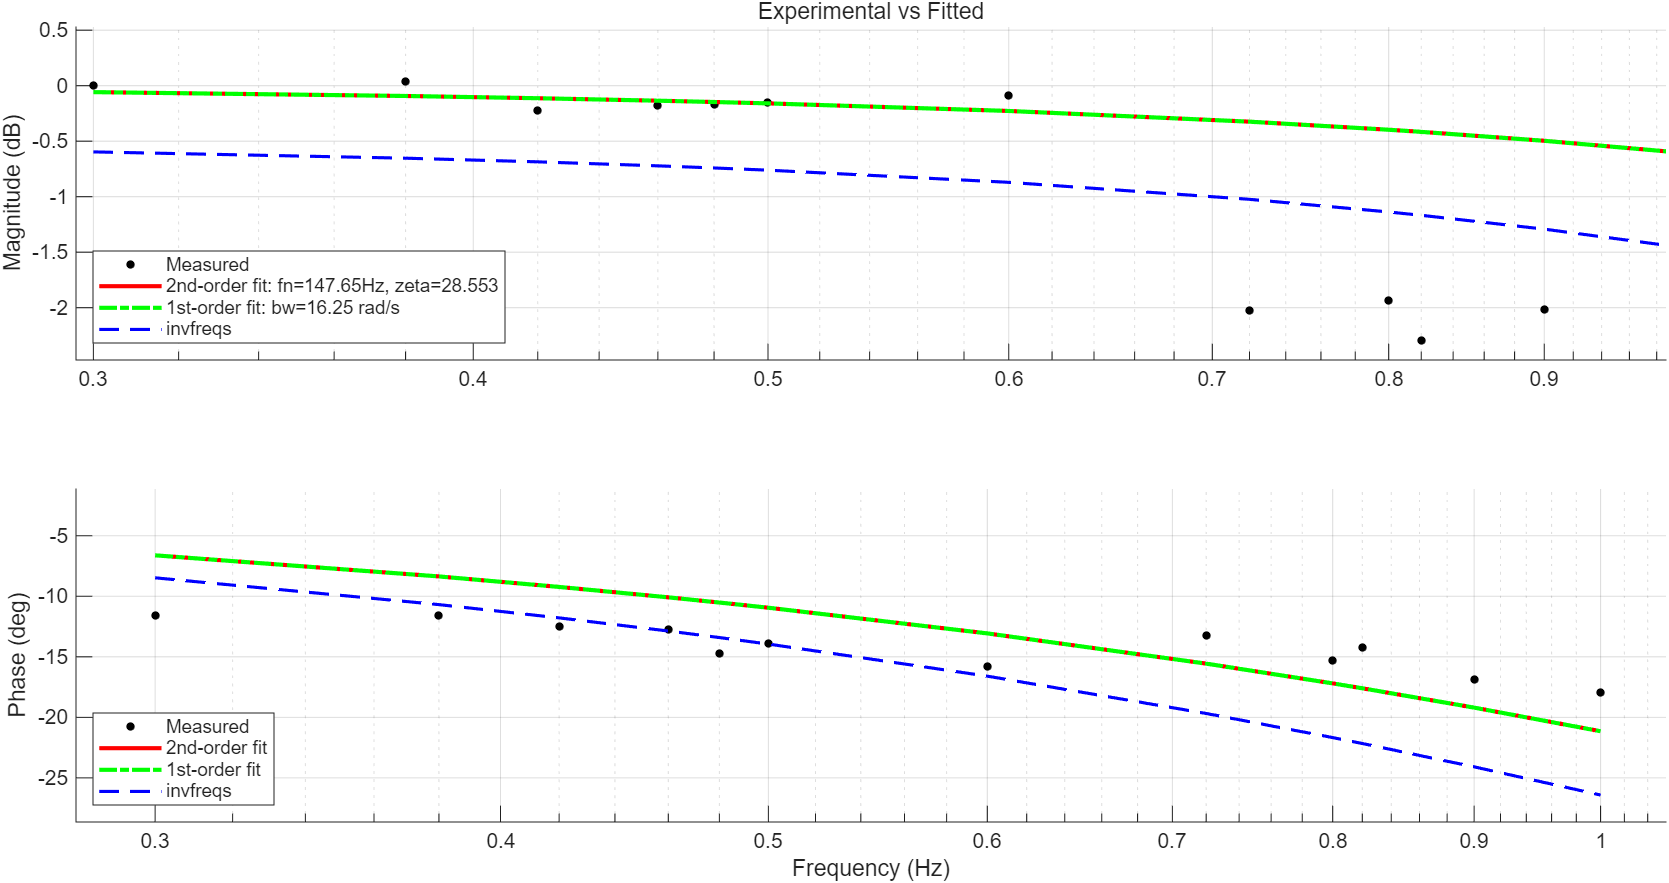 Experimental vs Fitted
Magnitude (dB)
0.5
0
-0.5
-1
-1.5
-2
Measured
2nd-order fit: fn=147.65Hz, zeta=28.553
1st-order fit: bw=16.25 rad/s
invfreqs
0.3 0.4 0.5 0.6 0.7 0.8 0.9
Phase (deg)
-5
-10
-15
-20
-25
Measured
2nd-order fit
1st-order fit
invfreqs
0.3 0.4 0.5 0.6 0.7 0.8 0.9 1
Frequency (Hz)